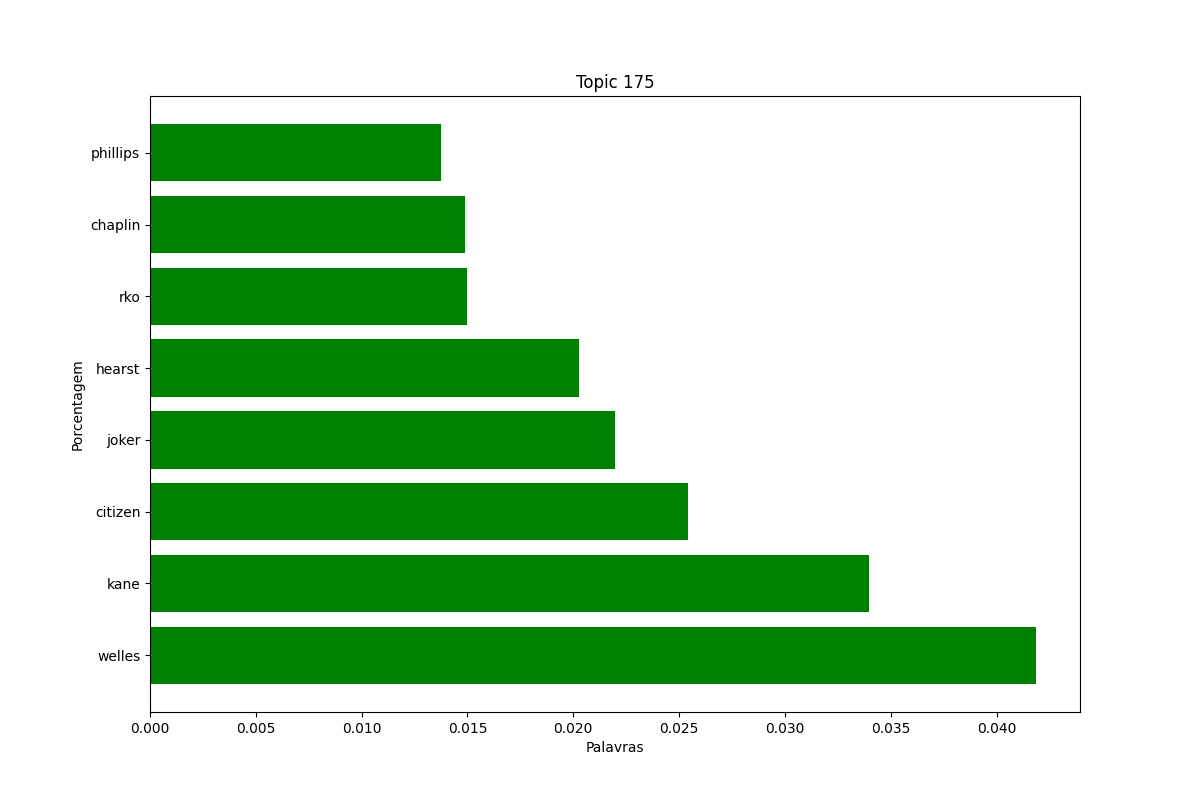 Topic 175
phillips
chaplin
rko
hearst
joker
citizen
kane
welles
Porcentagem
0.000 0.005 0.010 0.015 0.020 0.025 0.030 0.035 0.040
Palavras